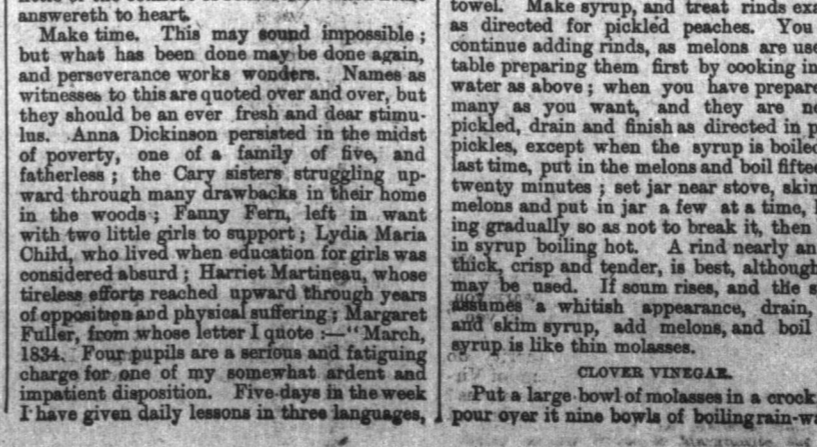 answereth to heart.
Make time. This may sound impossible ;
but what has been done may be done again,
and perseverance works wonders. Names as
witnesses to this are quoted over and over, but
they should be an ever fresh and dear stimu-
lus. Anna Dickinson persisted in the midst
of poverty, one of a family of five, and
fatherless ; the Cary sisters struggling up-
ward through many drawbacks in their home
in the woods ; Fanny Fern, left in want
with two little girls to support ; Lydia Maria
Child, who lived when education for girls was
considered absurd ; Harriet Martineau, whose
tireless efforts reached upward through years
of opposition and physical suffering ; Margaret
Fuller, from whose letter I quote :—“ March,
1834. Four pupils are a serious and fatiguing
charge for one of my somewhat ardent and
impatient disposition. Five days in the week
I have given daily lessons in three languages,
towel. Make syrup, and treat rinds exa
as directed for pickled peaches. You
continue adding rinds, as melons are use
table preparing them first by cooking in
water as above ; when you have prepare
many as you want, and they are ne
pickled, drain and finish as directed in p
pickles, except when the syrup is boiled
last time, put in the melons and boil fifte
twenty minutes ; set jar near stove, skim
melons and put in jar a few at a time,
ing gradually so as not to break it, then
in syrup boiling hot. A rind nearly an
thick, crisp and tender, is best, although
may be used. If scum rises, and the s
assumes a whitish appearance, drain,
and skim syrup, add melons, and boil
syrup is like thin molasses.
CLOVER VINEGAR.
Put a large bowl of molasses in a crock
pour over it nine bowls of boiling rain-wa